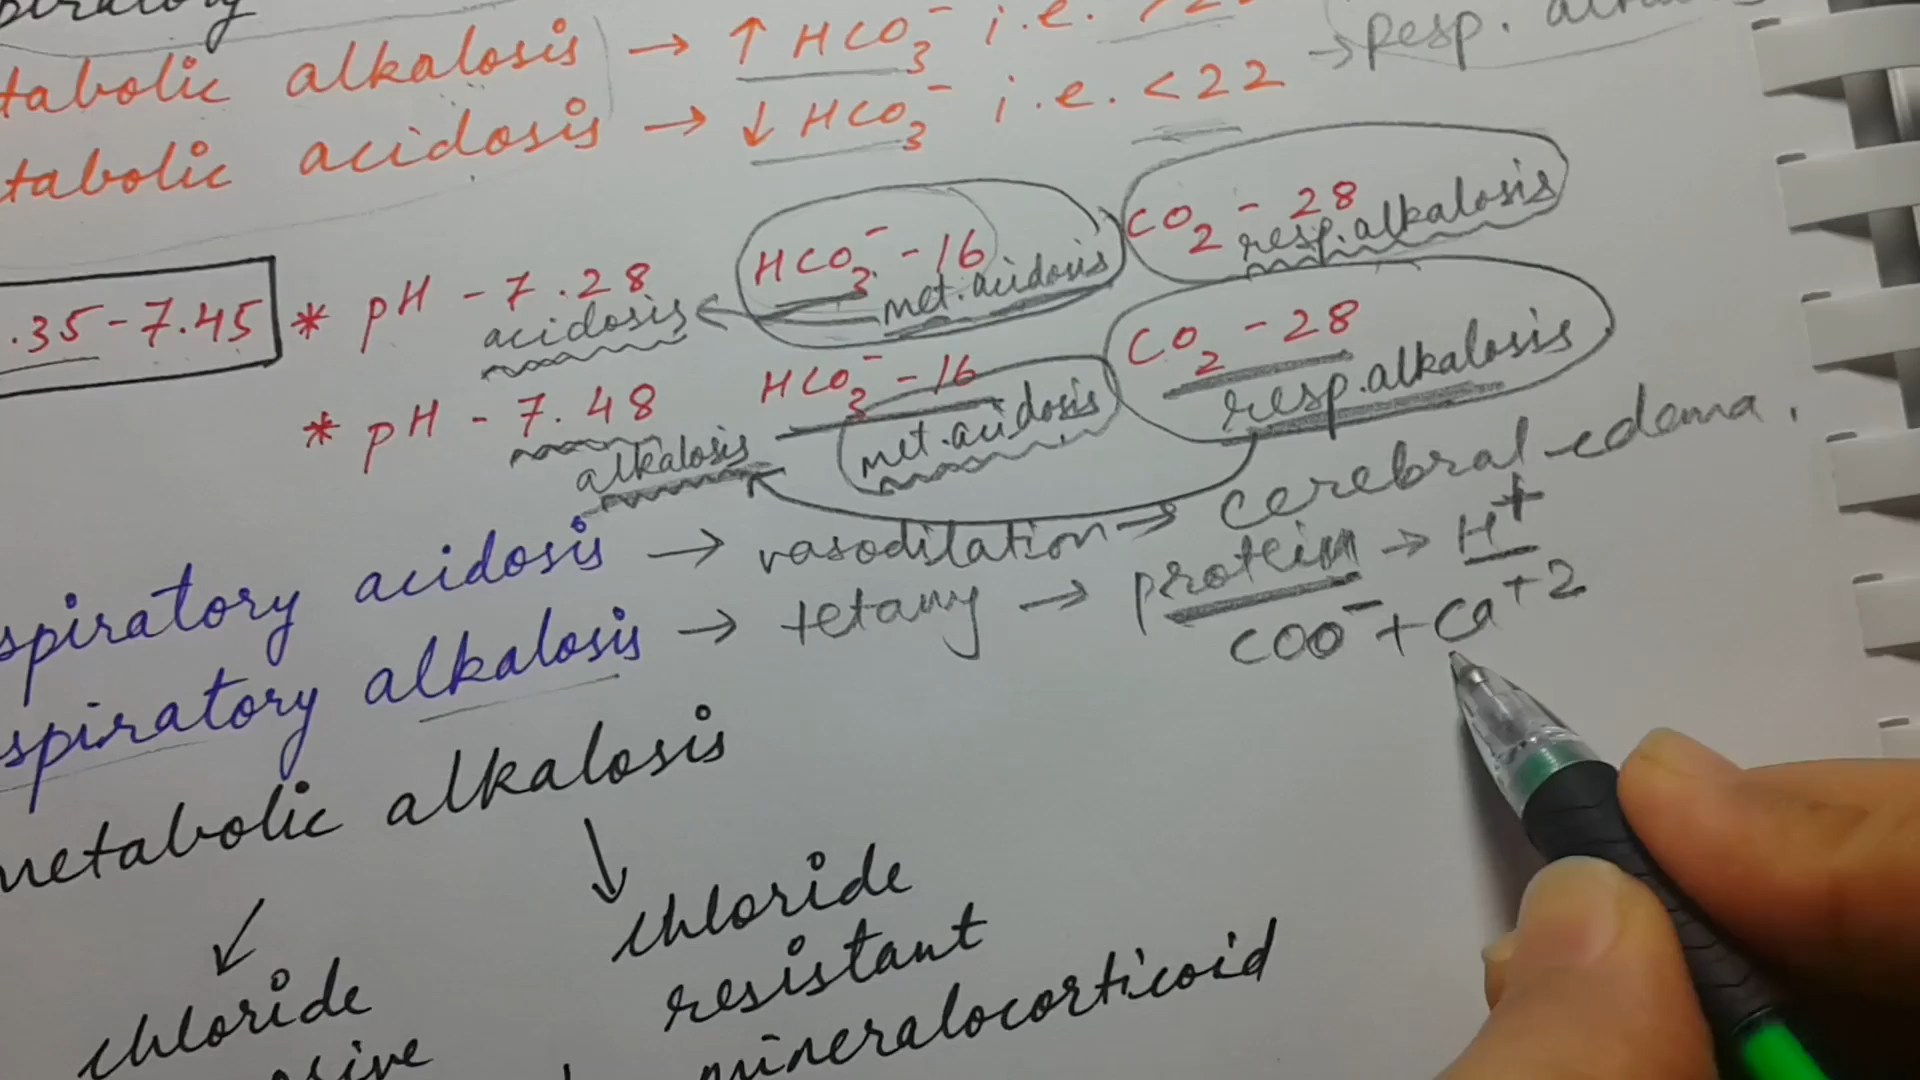 tabolic alkalosis → ↑ HCO3⁻ i.e.
tabolic acidosis → ↓ HCO3⁻ i.e. <22 → resp.
.35-7.45 * pH - 7.28 HCO3⁻ - 16 CO2 - 28
acidosis ← met. acidosis resp. alkalosis
* pH - 7.48 HCO3⁻ - 16 CO2 - 28
alkalosis met. acidosis resp. alkalosis
spiratory acidosis → vasodilation → cerebral edema.
spiratory alkalosis → tetany → protein → H⁺
COO⁻ + Ca⁺²
metabolic alkalosis
↙ ↓
chloride chloride
resistant
mineralocorticoid